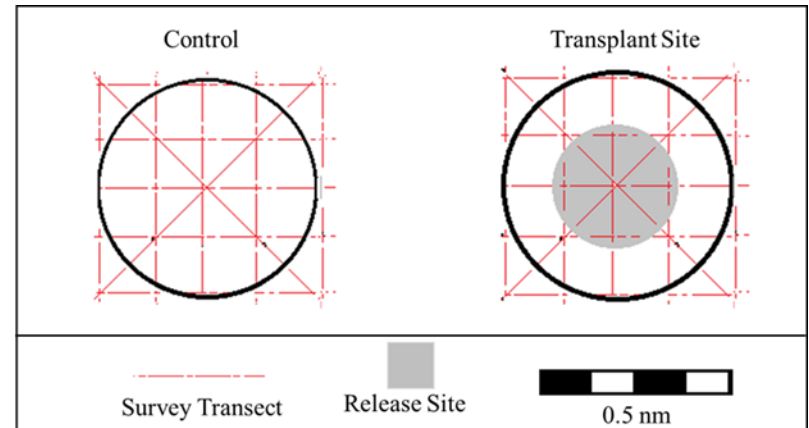 Control
Transplant Site
Survey Transect
Release Site
0.5 nm